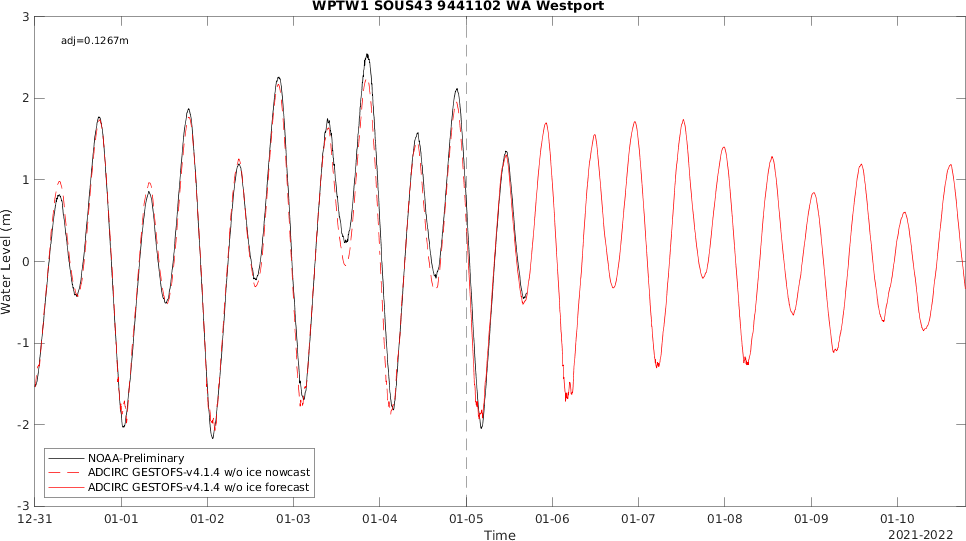 WPTW1 SOUS43 9441102 WA Westport
adj=0.1267m
3
2
1
0
-1
-2
-3
Water Level (m)
NOAA-Preliminary
ADCIRC GESTOFS-v4.1.4 w/o ice nowcast
ADCIRC GESTOFS-v4.1.4 w/o ice forecast
12-31 01-01 01-02 01-03 01-04 01-05 01-06 01-07 01-08 01-09 01-10
Time
2021-2022